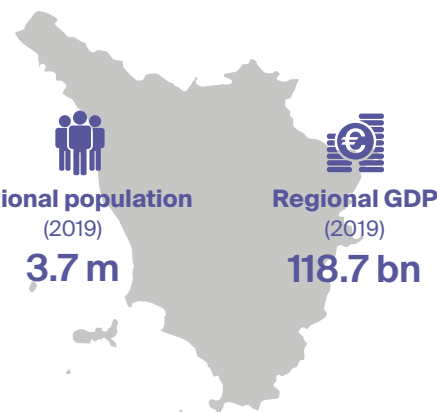 ional population
(2019)
3.7 m
€
Regional GDP
(2019)
118.7 bn